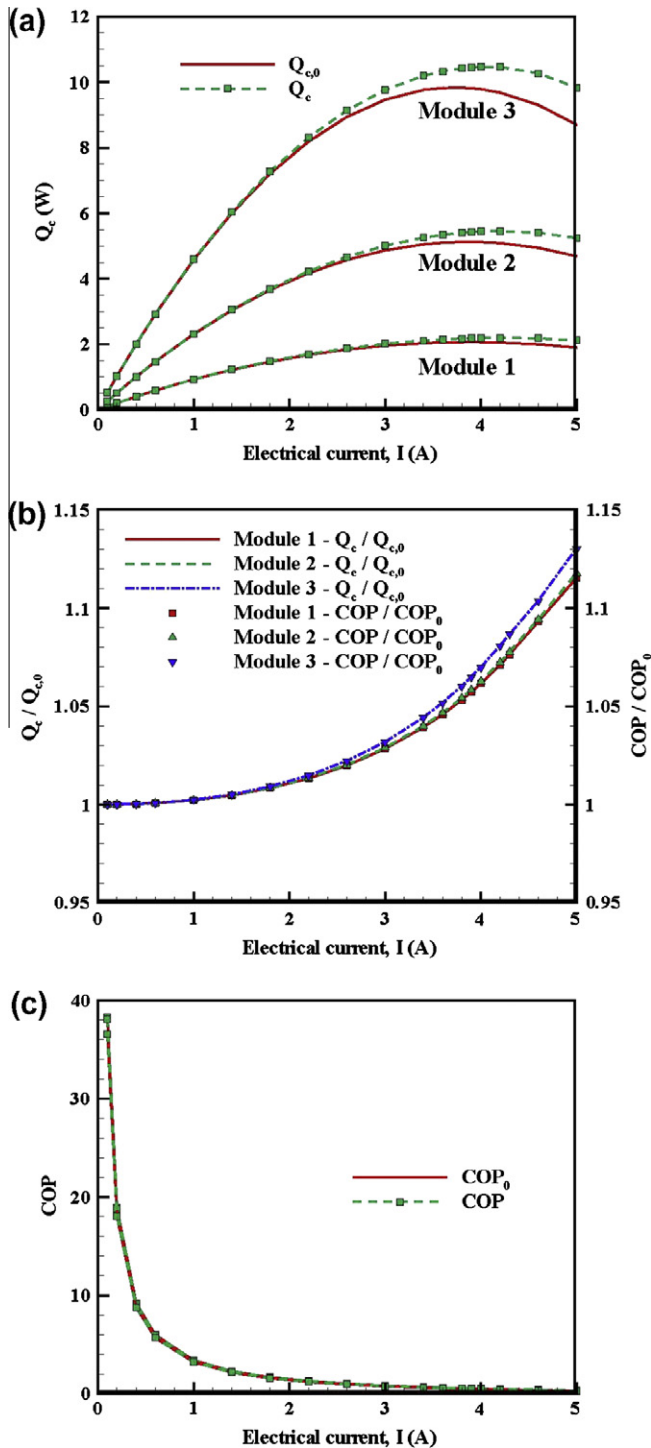 (a)
12
10
8
6
4
2
0
Q_c (W)
Q_c,0
Q_c
Module 3
Module 2
Module 1
0 1 2 3 4 5
Electrical current, I (A)
(b)
1.15
1.1
1.05
1
0.95
Q_c / Q_c,0
Module 1 - Q_c / Q_c,0
Module 2 - Q_c / Q_c,0
Module 3 - Q_c / Q_c,0
Module 1 - COP / COP_0
Module 2 - COP / COP_0
Module 3 - COP / COP_0
1.15
1.1
1.05
1
0.95
COP / COP_0
0 1 2 3 4 5
Electrical current, I (A)
(c)
40
30
20
10
0
COP
COP_0
COP
0 1 2 3 4 5
Electrical current, I (A)